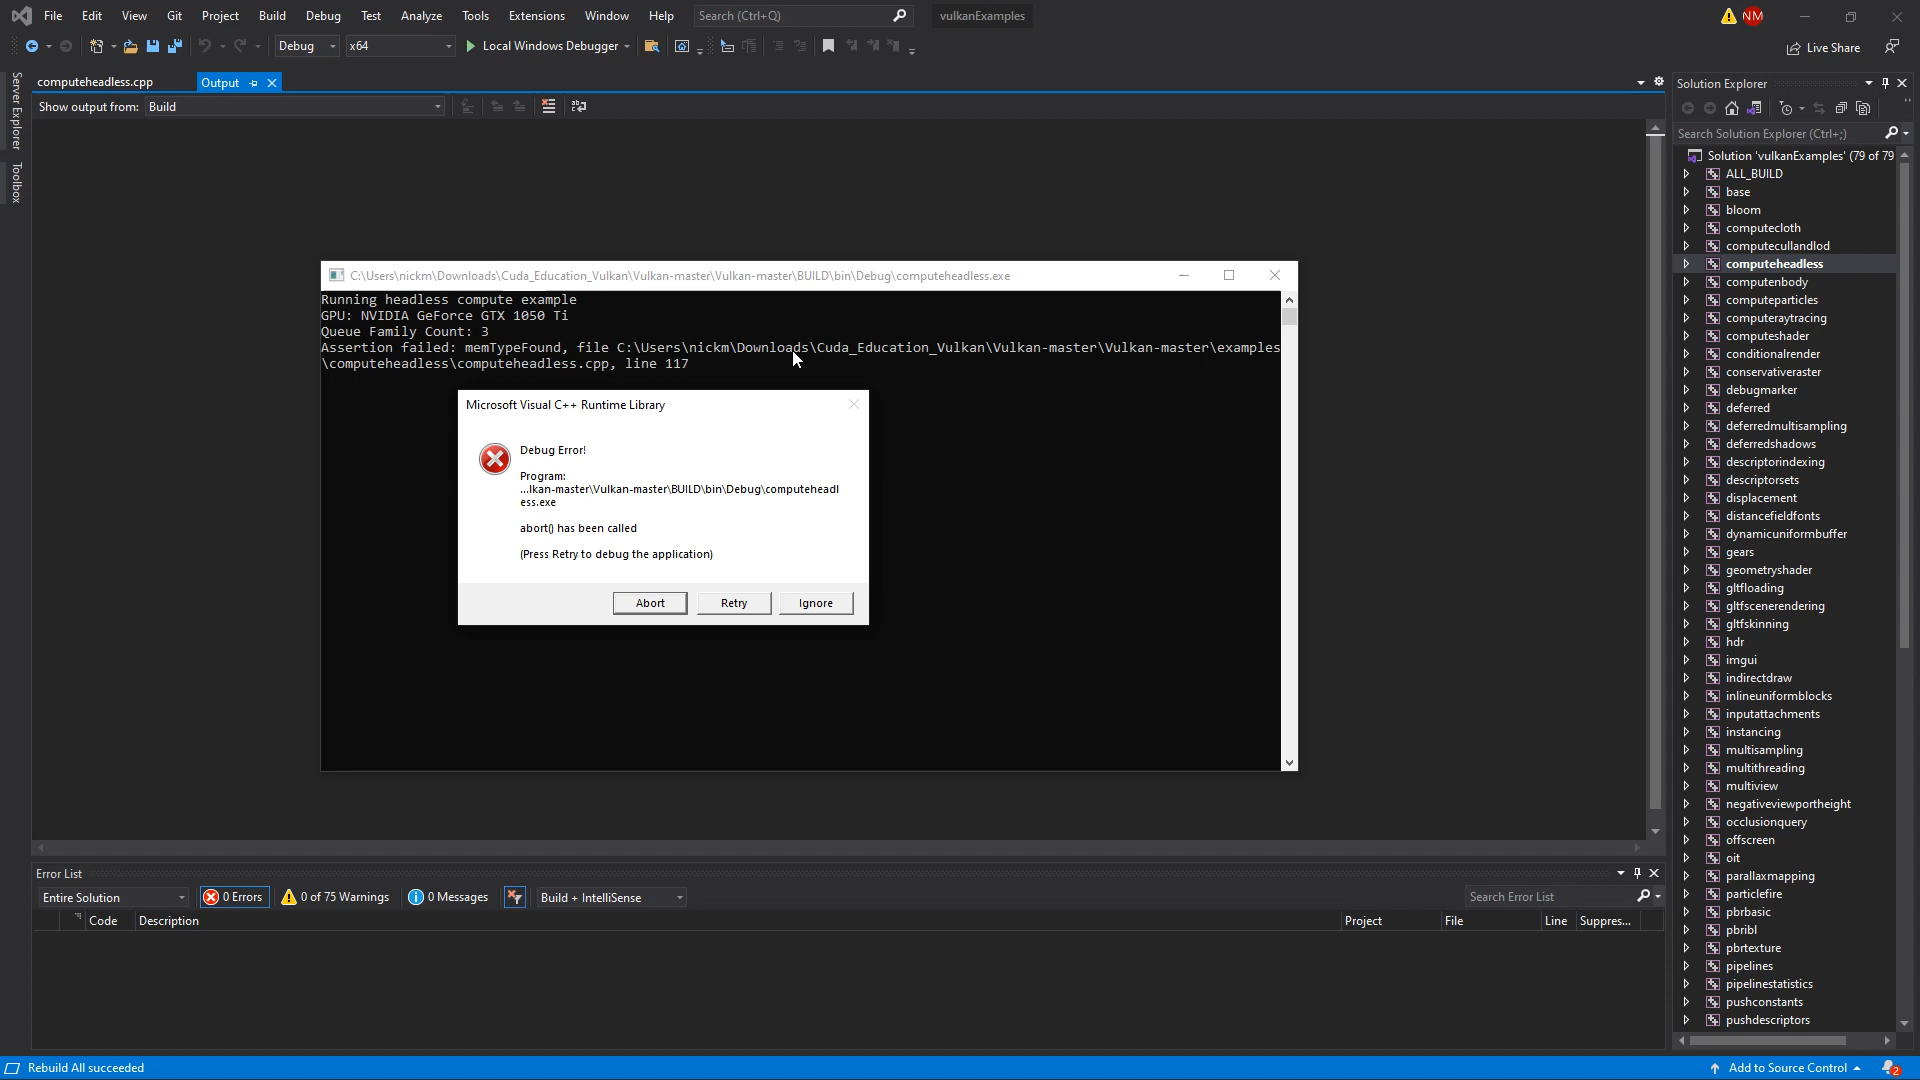 File Edit View Git Project Build Debug Test Analyze Tools Extensions Window Help Search (Ctrl+Q) vulkanExamples NM
Debug x64 Local Windows Debugger Live Share
computeheadless.cpp Output
Show output from: Build
Server Explorer
Toolbox
C:\Users\nickm\Downloads\Cuda_Education_Vulkan\Vulkan-master\Vulkan-master\BUILD\bin\Debug\computeheadless.exe
Running headless compute example
GPU: NVIDIA GeForce GTX 1050 Ti
Queue Family Count: 3
Assertion failed: memTypeFound, file C:\Users\nickm\Downloads\Cuda_Education_Vulkan\Vulkan-master\Vulkan-master\examples
\computeheadless\computeheadless.cpp, line 117
Microsoft Visual C++ Runtime Library
Debug Error!
Program:
...lkan-master\Vulkan-master\BUILD\bin\Debug\computeheadl
ess.exe
abort() has been called
(Press Retry to debug the application)
Abort Retry Ignore
Solution Explorer
Search Solution Explorer (Ctrl+;)
Solution 'vulkanExamples' (79 of 79
ALL_BUILD
base
bloom
computecloth
computecullandlod
computeheadless
computenbody
computeparticles
computeraytracing
computeshader
conditionalrender
conservativeraster
debugmarker
deferred
deferredmultisampling
deferredshadows
descriptorindexing
descriptorsets
displacement
distancefieldfonts
dynamicuniformbuffer
gears
geometryshader
gltfloading
gltfscenerendering
gltfskinning
hdr
imgui
indirectdraw
inlineuniformblocks
inputattachments
instancing
multisampling
multithreading
multiview
negativeviewportheight
occlusionquery
offscreen
oit
parallaxmapping
particlefire
pbrbasic
pbribl
pbrtexture
pipelines
pipelinestatistics
pushconstants
pushdescriptors
Error List
Entire Solution 0 Errors 0 of 75 Warnings 0 Messages Build + IntelliSense Search Error List
Code Description Project File Line Suppres...
Rebuild All succeeded Add to Source Control 2